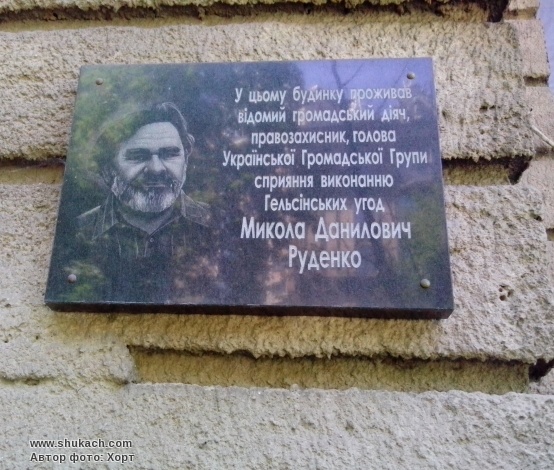 У цьому будинку проживав
відомий громадський діяч,
правозахисник, голова
Української Громадської Групи
сприяння виконанню
Гельсінських угод
Микола Данилович
Руденко
www.shukach.com
Автор фото: Хорт